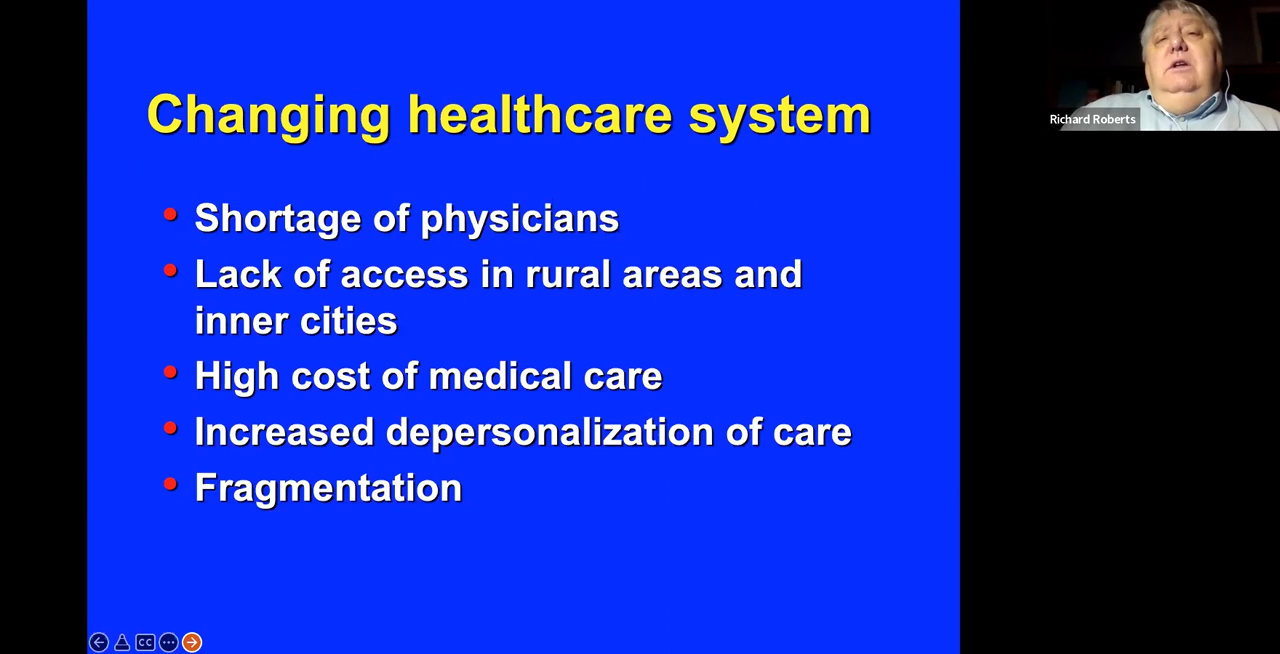 Changing healthcare system
• Shortage of physicians
• Lack of access in rural areas and
inner cities
• High cost of medical care
• Increased depersonalization of care
• Fragmentation
Richard Roberts
CC